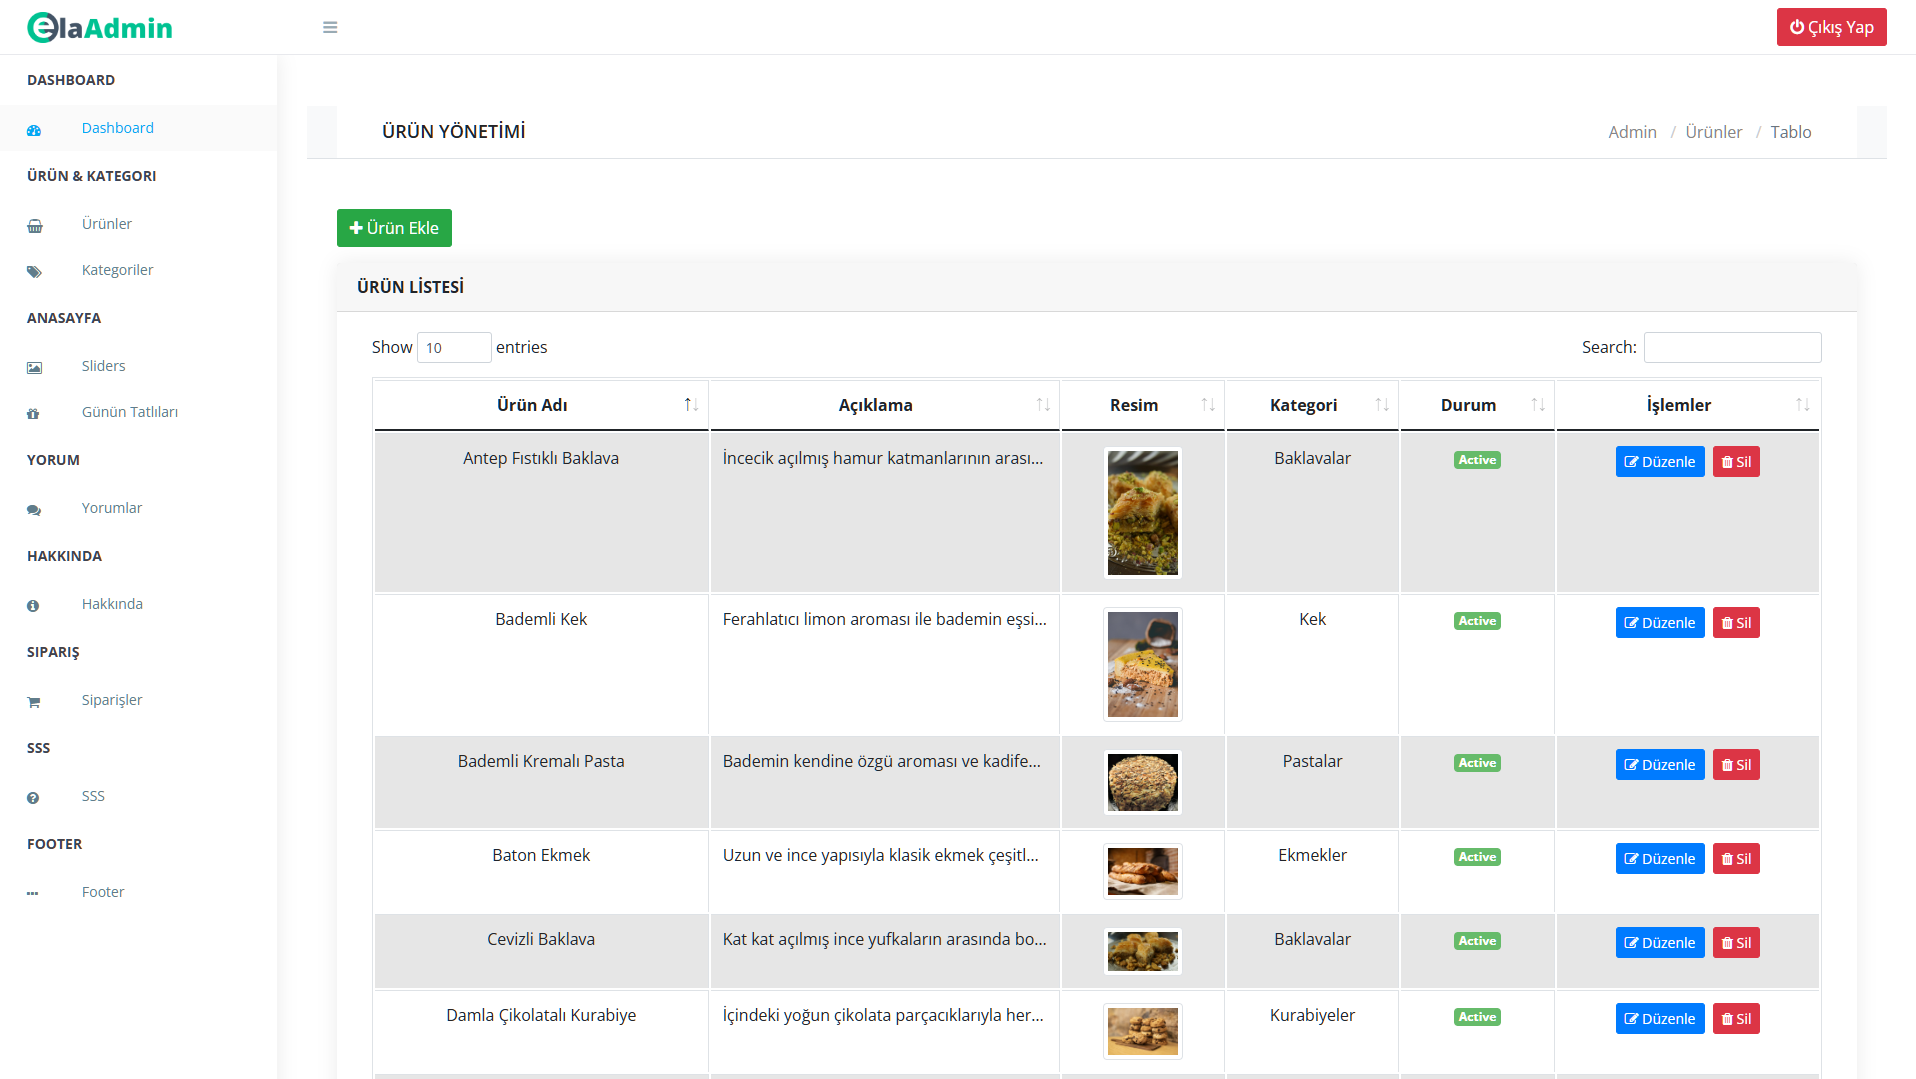 elaAdmin
Çıkış Yap
DASHBOARD
Dashboard
ÜRÜN & KATEGORI
Ürünler
Kategoriler
ANASAYFA
Sliders
Günün Tatlıları
YORUM
Yorumlar
HAKKINDA
Hakkında
SIPARIŞ
Siparişler
SSS
SSS
FOOTER
Footer
ÜRÜN YÖNETİMİ
Admin / Ürünler / Tablo
Ürün Ekle
ÜRÜN LİSTESİ
Show 10 entries
Search:
Ürün Adı Açıklama Resim Kategori Durum İşlemler
Antep Fıstıklı Baklava İncecik açılmış hamur katmanlarının arası... Baklavalar Active Düzenle Sil
Bademli Kek Ferahlatıcı limon aroması ile bademin eşsi... Kek Active Düzenle Sil
Bademli Kremalı Pasta Bademin kendine özgü aroması ve kadife... Pastalar Active Düzenle Sil
Baton Ekmek Uzun ve ince yapısıyla klasik ekmek çeşitl... Ekmekler Active Düzenle Sil
Cevizli Baklava Kat kat açılmış ince yufkaların arasında bo... Baklavalar Active Düzenle Sil
Damla Çikolatalı Kurabiye İçindeki yoğun çikolata parçacıklarıyla her... Kurabiyeler Active Düzenle Sil